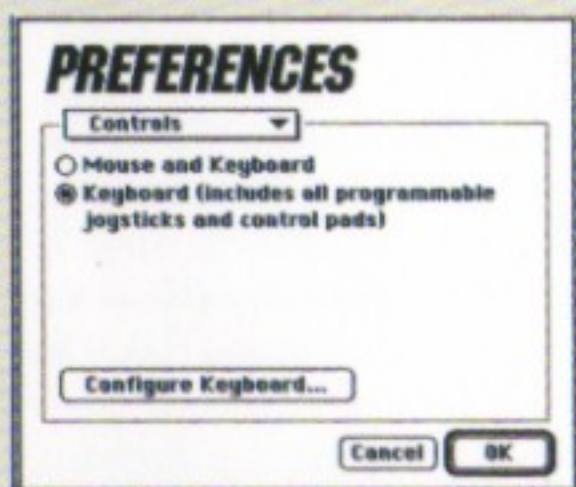 PREFERENCES
Controls
Mouse and Keyboard
Keyboard (includes all programmable
joysticks and control pads)
Configure Keyboard...
Cancel
OK